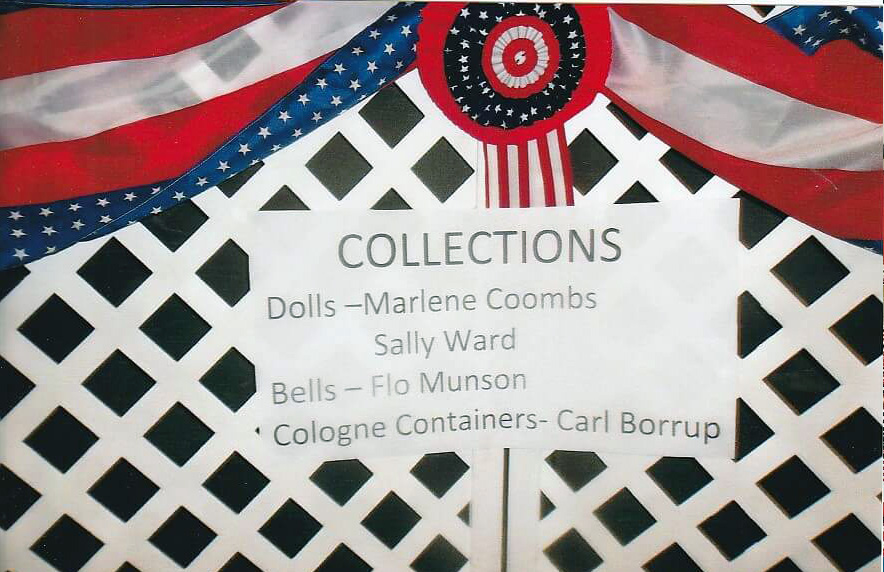 COLLECTIONS
Dolls –Marlene Coombs
Sally Ward
Bells – Flo Munson
Cologne Containers- Carl Borrup